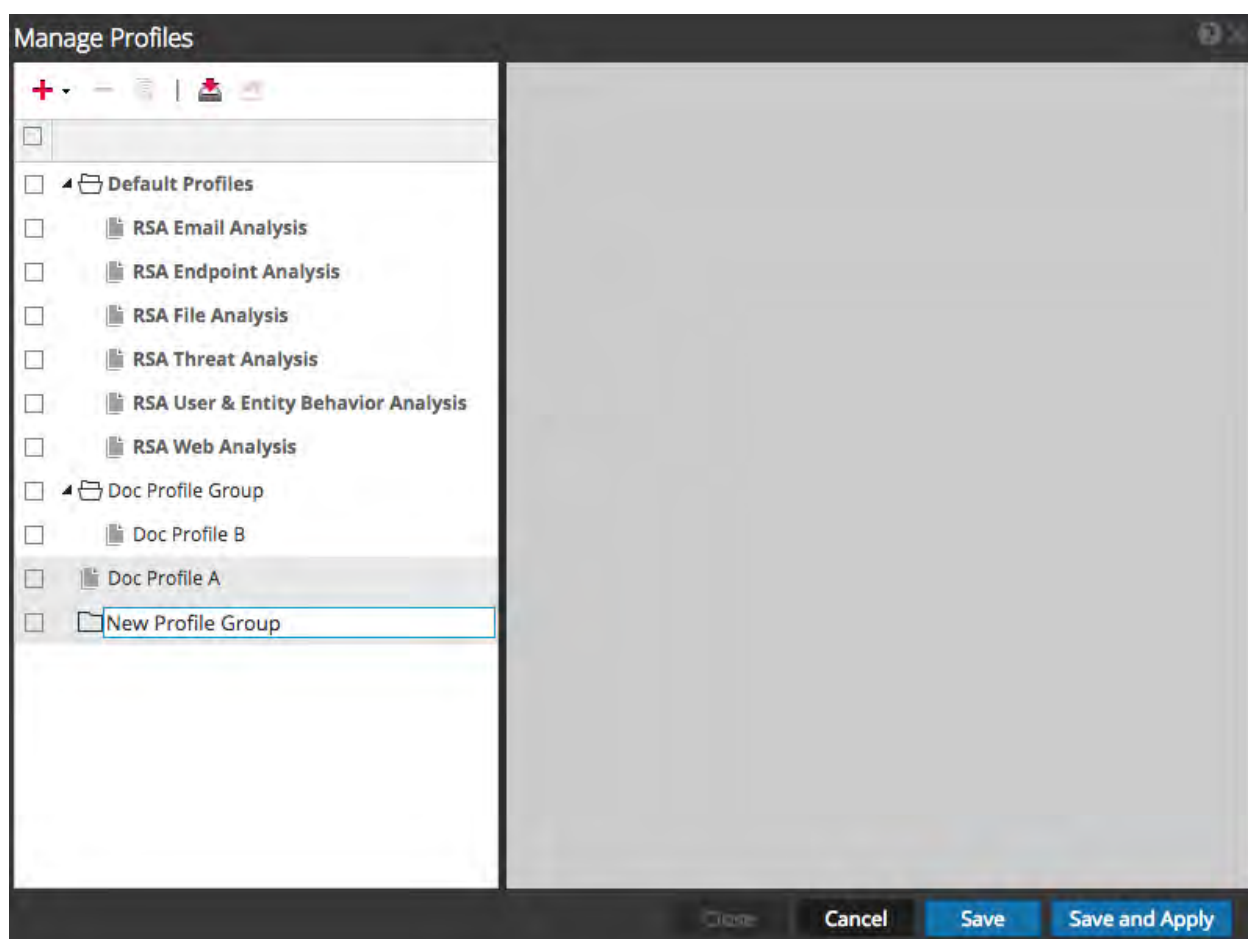 Manage Profiles
Default Profiles
RSA Email Analysis
RSA Endpoint Analysis
RSA File Analysis
RSA Threat Analysis
RSA User & Entity Behavior Analysis
RSA Web Analysis
Doc Profile Group
Doc Profile B
Doc Profile A
New Profile Group
Close Cancel Save Save and Apply